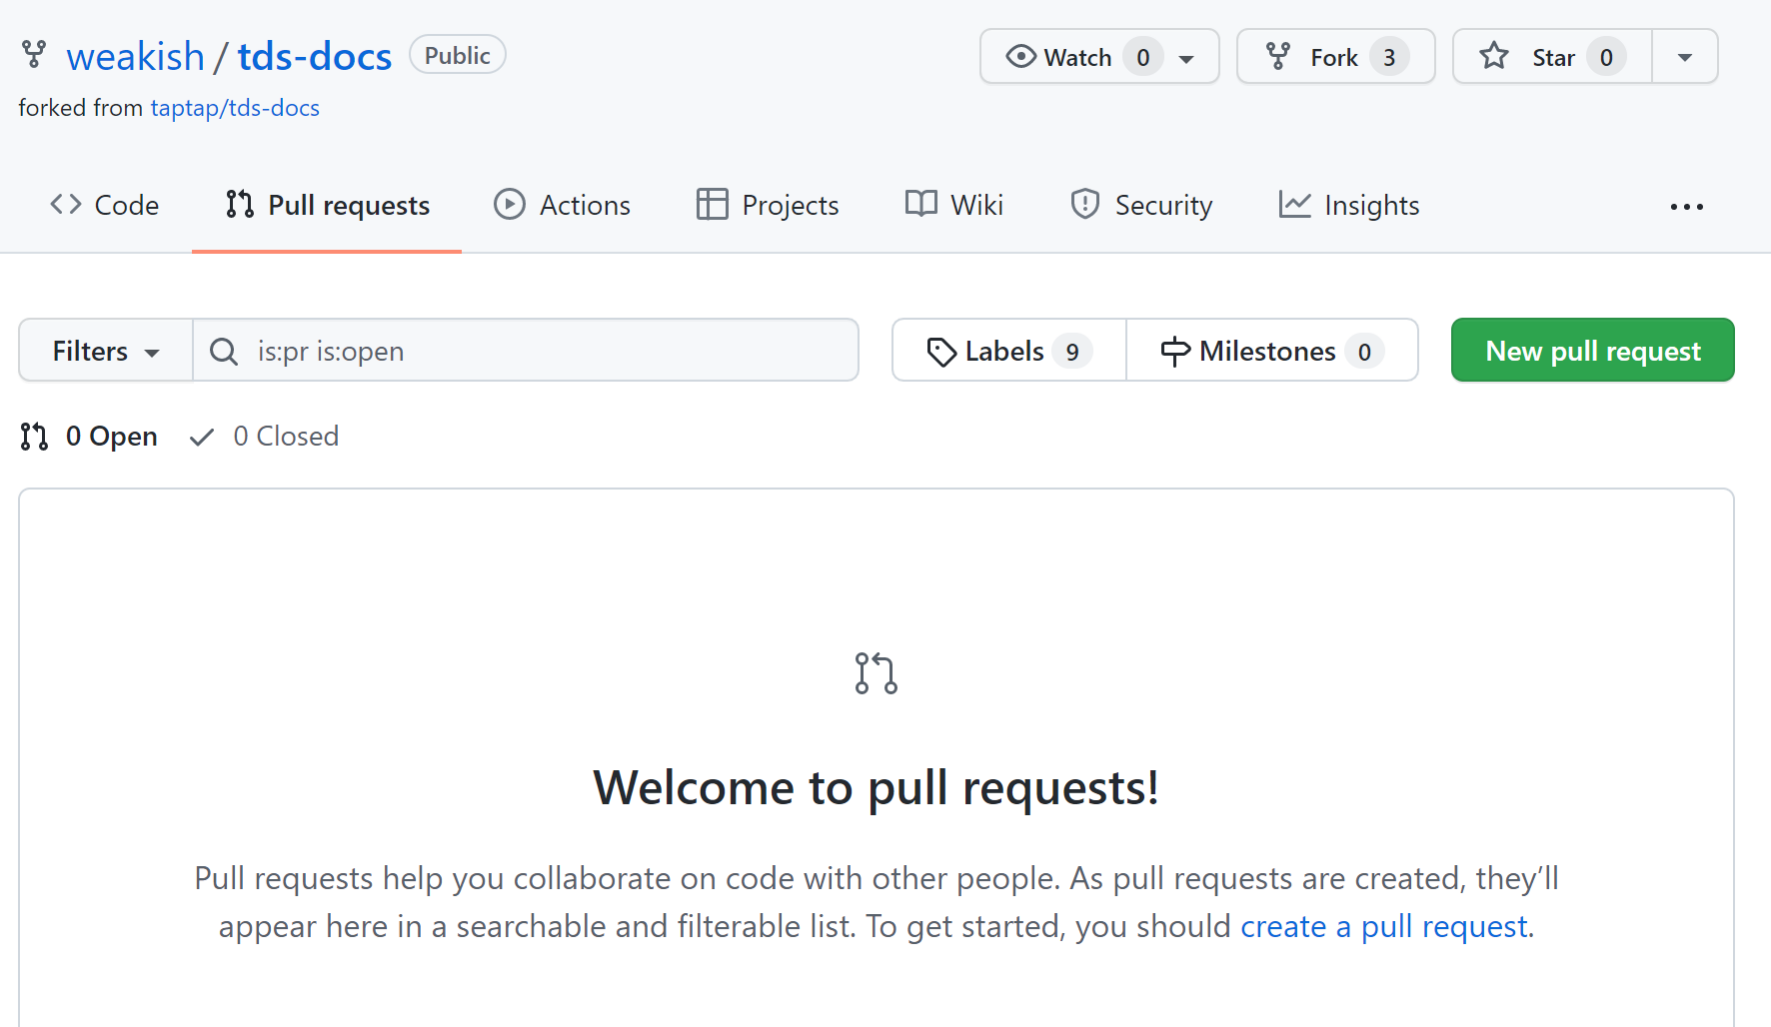 weakish / tds-docs Public
Watch 0
Fork 3
Star 0
forked from taptap/tds-docs
Code
Pull requests
Actions
Projects
Wiki
Security
Insights
Filters
is:pr is:open
Labels 9
Milestones 0
New pull request
0 Open
0 Closed
Welcome to pull requests!
Pull requests help you collaborate on code with other people. As pull requests are created, they’ll
appear here in a searchable and filterable list. To get started, you should create a pull request.